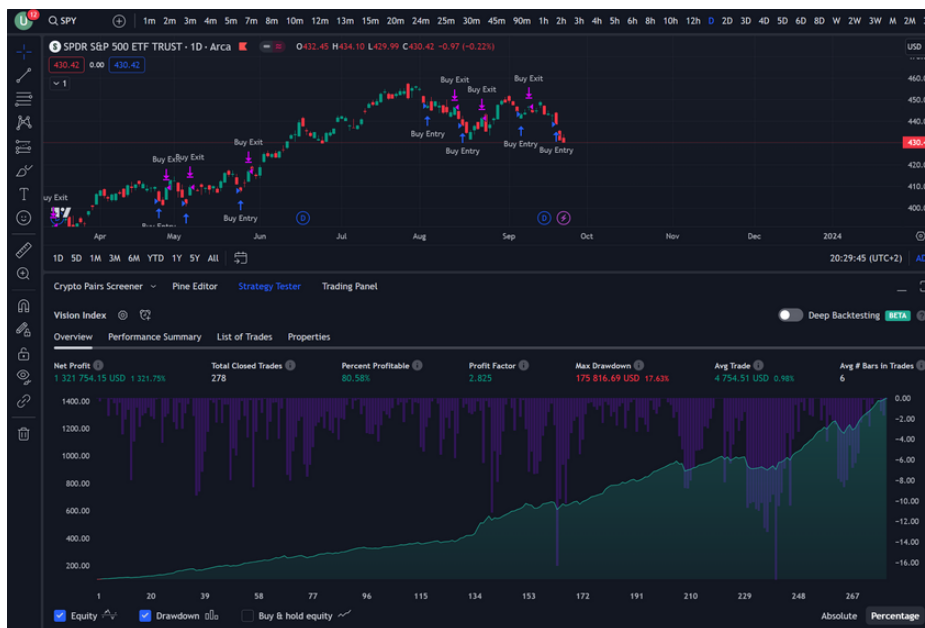 U 12 SPY 1m 2m 3m 4m 5m 7m 8m 10m 12m 13m 15m 20m 24m 25m 30m 45m 90m 1h 2h 3h 4h 5h 6h 8h 10h 12h D 2D 3D 4D 5D 6D 8D W 2W 3W M 2M
S SPDR S&P 500 ETF TRUST · 1D · Arca O432.45 H434.10 L429.99 C430.42 −0.97 (−0.22%) USD
430.42 0.00 430.42
1
460.
450.
440.
430.4
420.0
410.
400.
Buy Exit
Buy Exit
Buy Exit
Buy Entry
Buy Entry
Buy Entry
Buy Entry
Buy Exit
Buy Exit
Buy Exit
uy Exit
Buy Entry
D
D
Apr May Jun Jul Aug Sep Oct Nov Dec 2024
1D 5D 1M 3M 6M YTD 1Y 5Y All 20:29:45 (UTC+2) AD
Crypto Pairs Screener Pine Editor Strategy Tester Trading Panel
Vision Index Deep Backtesting BETA
Overview Performance Summary List of Trades Properties
Net Profit Total Closed Trades Percent Profitable Profit Factor Max Drawdown Avg Trade Avg # Bars In Trades
1 321 754.15 USD 1 321.75% 278 80.58% 2.825 175 816.69 USD 17.63% 4 754.51 USD 0.98% 6
1400.00 0.00
1200.00 −2.00
1000.00 −4.00
800.00 −6.00
600.00 −8.00
400.00 −10.00
200.00 −12.00
−14.00
−16.00
1 20 39 58 77 96 115 134 153 172 191 210 229 248 267
Equity Drawdown Buy & hold equity Absolute Percentage